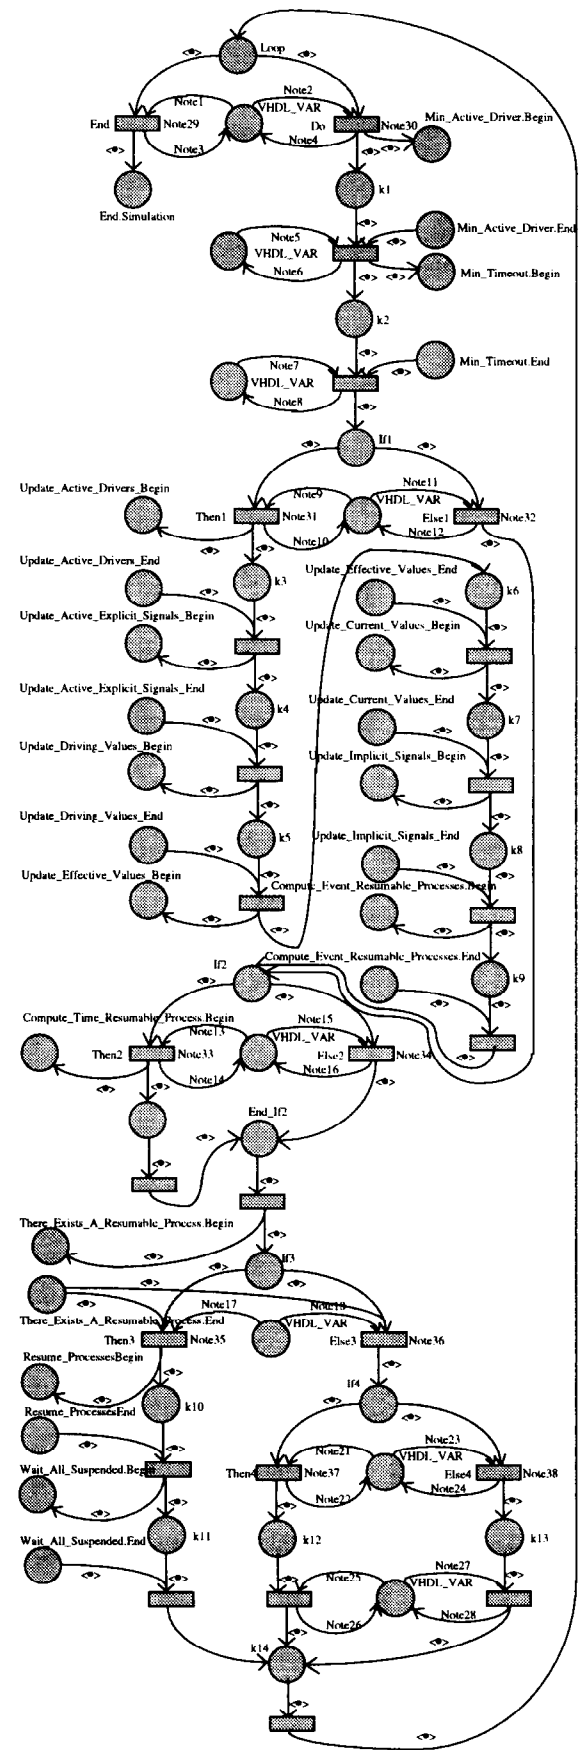 Loop
<•> <•>
Note1 Note2
VHDL_VAR
End Note29 Do Note30 Min_Active_Driver.Begin
Note3 Note4
<•> <•> <•>
End.Simulation k1
<•>
Note5 <•> Min_Active_Driver.End
VHDL_VAR
Note6 <•> <•> Min_Timeout.Begin
k2
<•>
Note7 Min_Timeout.End
VHDL_VAR <•>
Note8 <•>
If1
<•> <•>
Update_Active_Drivers_Begin Note9 Note11
VHDL_VAR
Then1 Note31 Else1 Note32
Note10 Note12
<•> <•> <•>
Update_Active_Drivers_End k3 Update_Effective_Values_End k6
<•> <•> <•> <•>
Update_Active_Explicit_Signals_Begin Update_Current_Values_Begin
<•> <•> <•> <•>
Update_Active_Explicit_Signals_End k4 Update_Current_Values_End k7
<•> <•> <•> <•>
Update_Driving_Values_Begin Update_Implicit_Signals_Begin
<•> <•> <•> <•>
Update_Driving_Values_End k5 Update_Implicit_Signals_End k8
<•> <•> <•> <•>
Update_Effective_Values_Begin Compute_Event_Resumable_Processes.Begin
<•> <•> <•> <•>
If2 Compute_Event_Resumable_Processes.End k9
<•> <•> <•> <•>
Compute_Time_Resumable_Process.Begin
Note13 Note15
VHDL_VAR
Then2 Note33 Else2 Note34
Note14 Note16
<•> <•> <•> <•>
End_If2
<•> <•> <•>
There_Exists_A_Resumable_Process.Begin
<•> <•>
If3
<•> <•> <•>
There_Exists_A_Resumable_Process.End
<•> Note17 Note18
VHDL_VAR
Then3 Note35 Else3 Note36
Resume_ProcessesBegin
<•> <•> <•>
k10 If4
Resume_ProcessesEnd
<•> <•> <•> <•>
Note21 Note23
VHDL_VAR
Wait_All_Suspended.Begin Then4 Note37 Else4 Note38
Note22 Note24
<•> <•> <•> <•>
Wait_All_Suspended.End k11 k12 k13
<•> <•> <•> <•>
Note25 Note27
VHDL_VAR
Note26 Note28
<•> <•>
k14
<•>
<•>